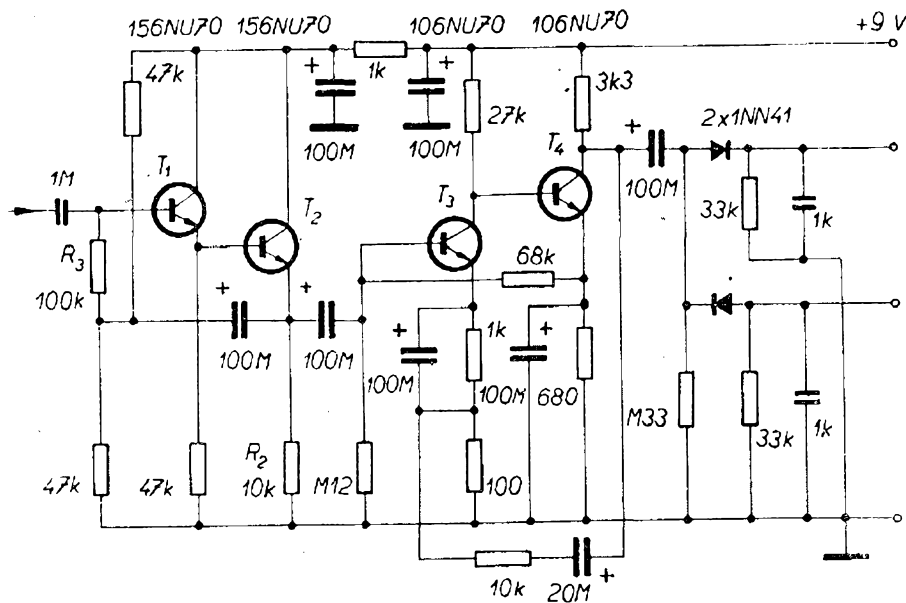 156NU70 156NU70 106NU70 106NU70
+9 V
47k
1k
3k3
27k
2x1NN41
100M 100M
T1
T4
1M
T2
T3
100M
33k
1k
R3
68k
100k
100M 100M
1k
100M
100M
680
M33
33k
1k
47k 47k
R2
10k
M12
100
10k
20M